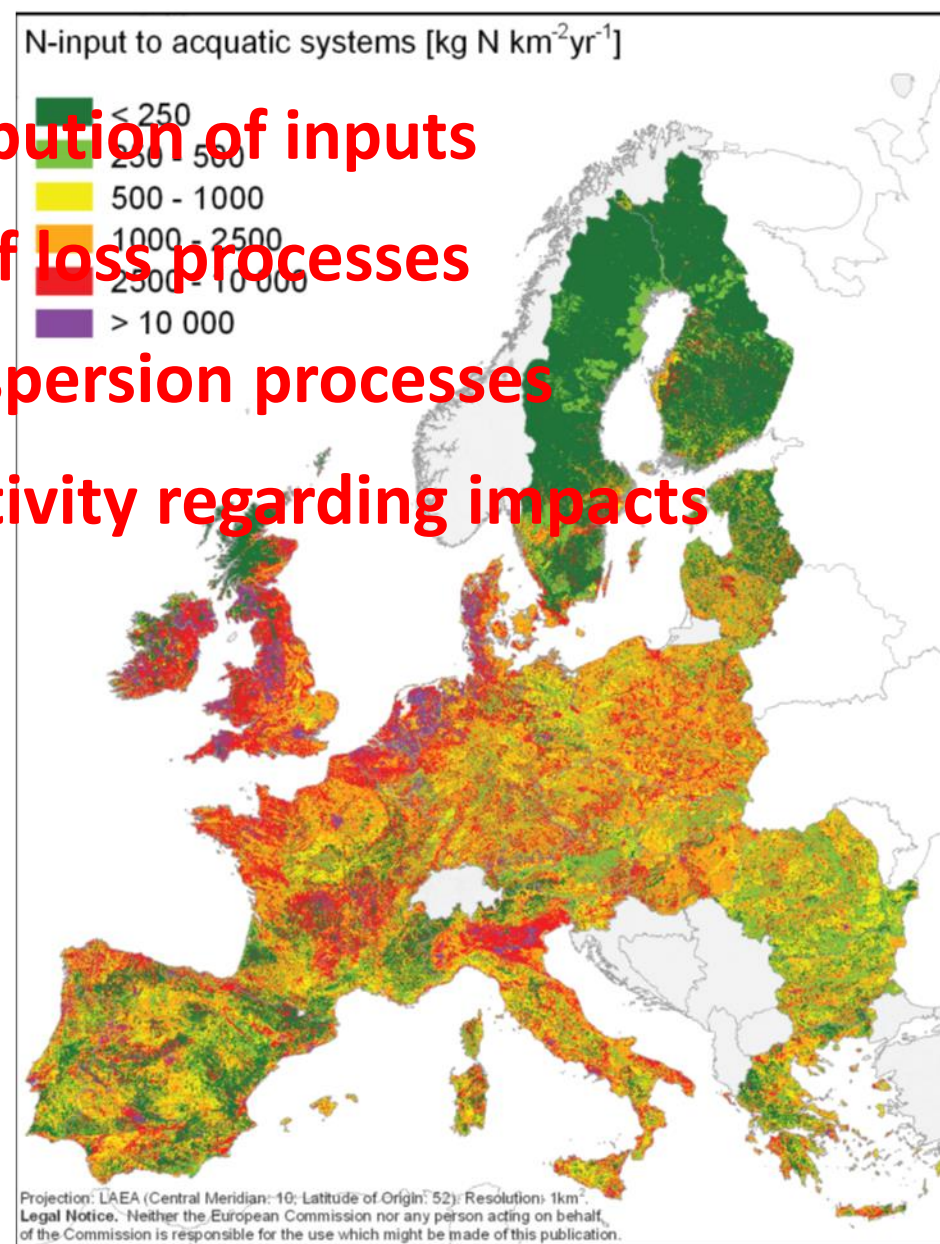 N-input to acquatic systems [kg N km⁻²yr⁻¹]
< 250
bution of inputs
250 - 500
500 - 1000
1000 - 2500
f loss processes
2500 - 10 000
> 10 000
persion processes
tivity regarding impacts
Projection: LAEA (Central Meridian: 10; Latitude of Origin: 52); Resolution: 1km².
Legal Notice. Neither the European Commission nor any person acting on behalf
of the Commission is responsible for the use which might be made of this publication.